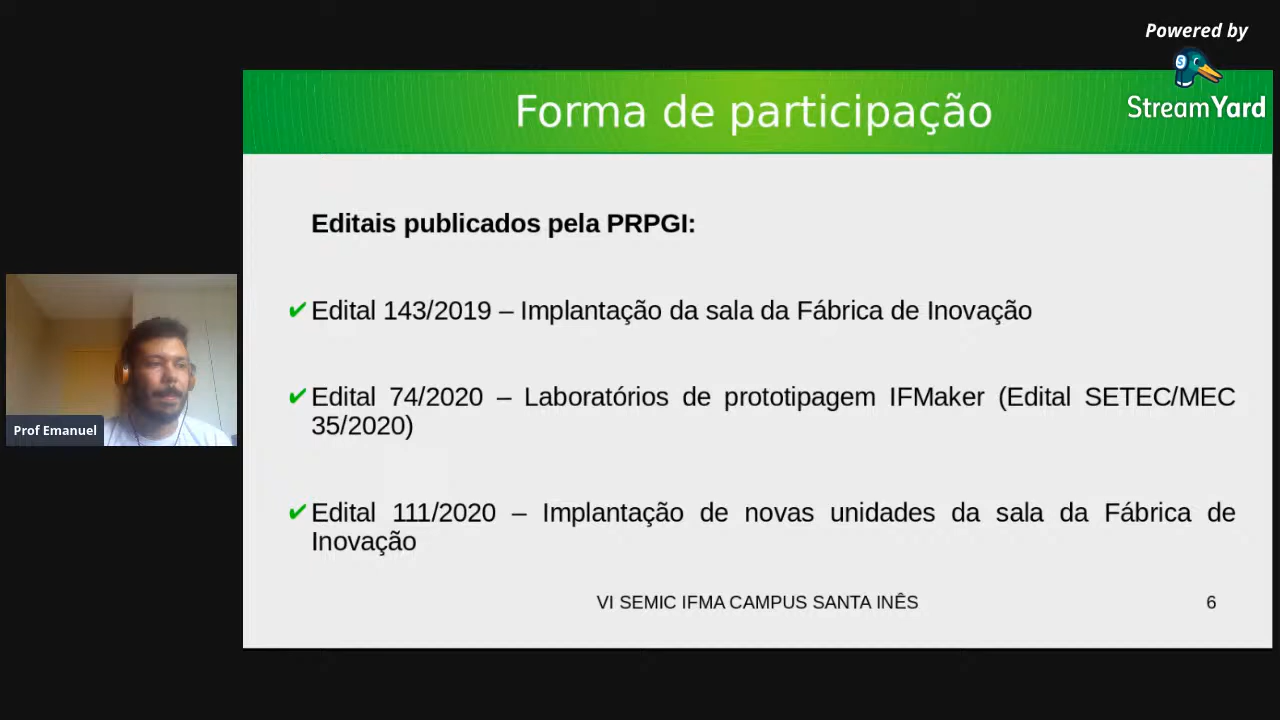 Powered by
StreamYard
Forma de participação
Editais publicados pela PRPGI:
✔Edital 143/2019 – Implantação da sala da Fábrica de Inovação
✔Edital 74/2020 – Laboratórios de prototipagem IFMaker (Edital SETEC/MEC
35/2020)
✔Edital 111/2020 – Implantação de novas unidades da sala da Fábrica de
Inovação
Prof Emanuel
VI SEMIC IFMA CAMPUS SANTA INÊS
6